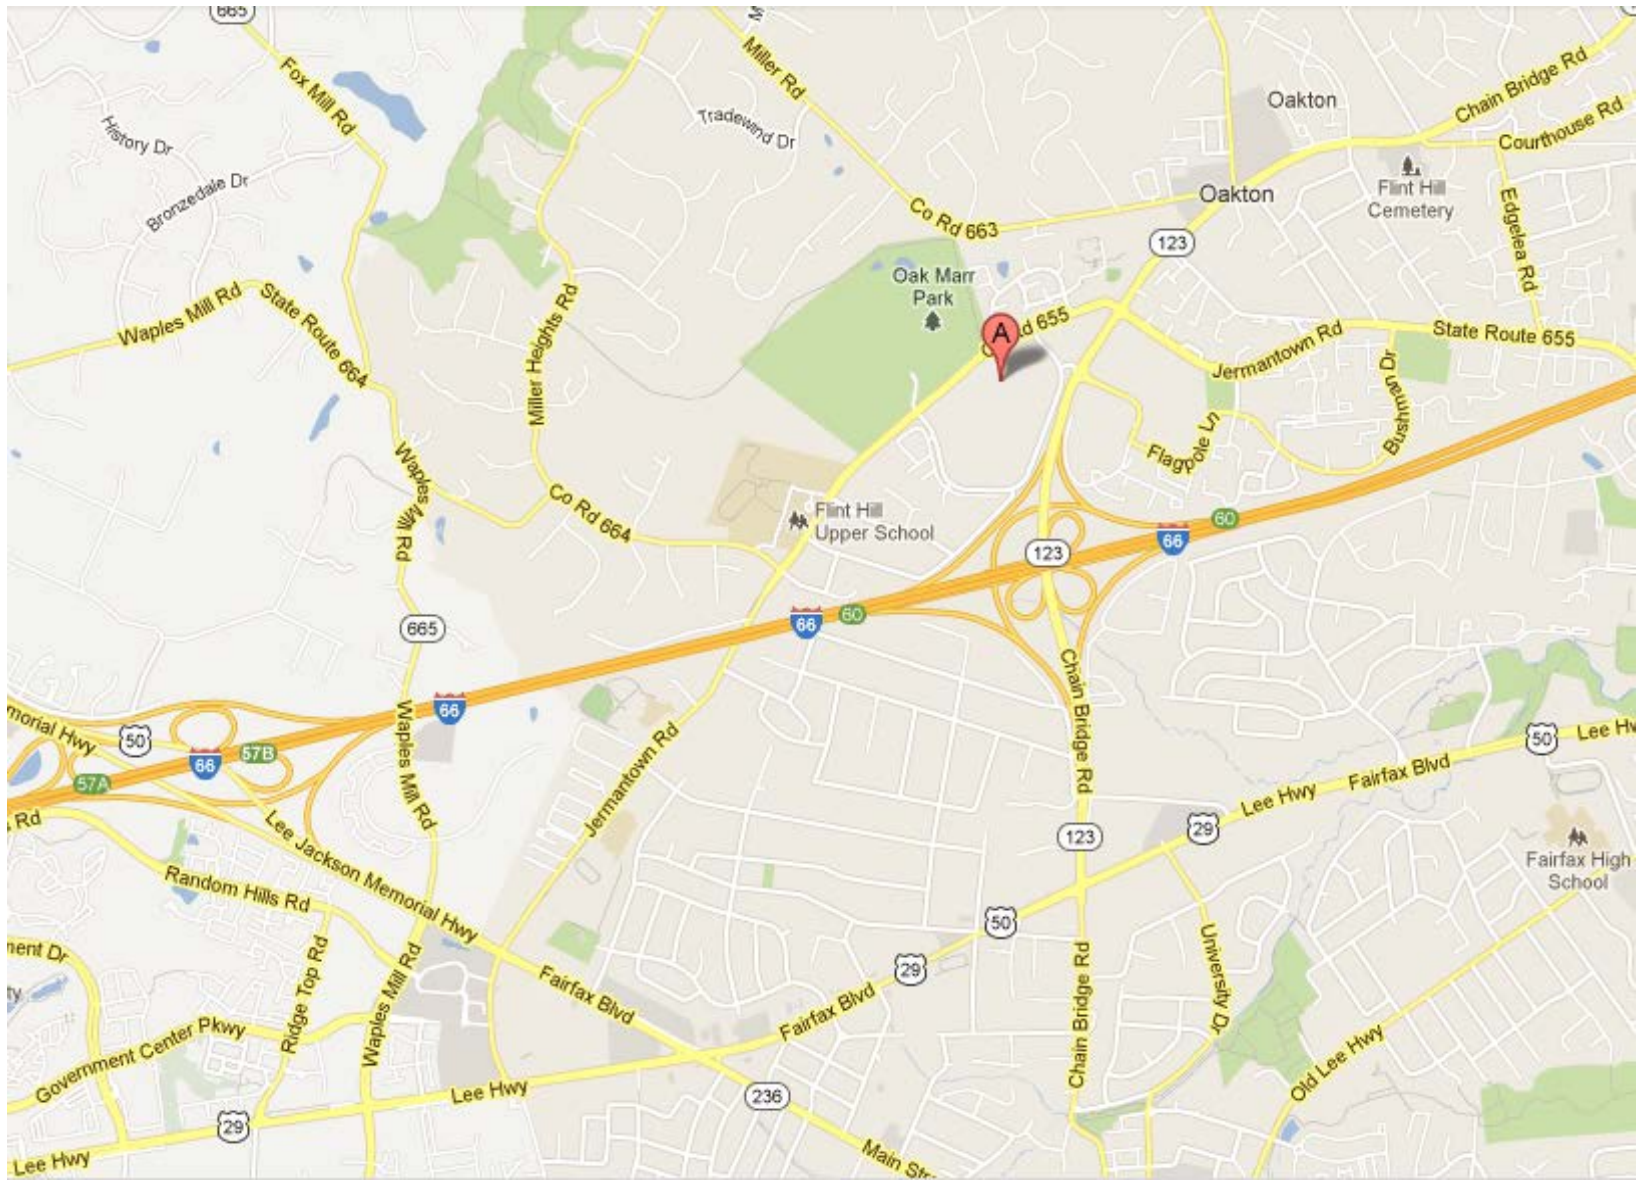 665
Fox Mill Rd
History Dr
Bronzedale Dr
Miller Rd
Tradewind Dr
Oakton
Chain Bridge Rd
Courthouse Rd
Flint Hill
Cemetery
Oakton
Edgelea Rd
Co Rd 663
123
Oak Marr
Park
Waples Mill Rd
State Route 664
Miller Heights Rd
A
Rd 655
Jermantown Rd
State Route 655
Bushman Dr
Flagpole Ln
Waples Mill Rd
Co Rd 664
Flint Hill
Upper School
60
66
123
60
66
665
66
Chain Bridge Rd
morial Hwy
50
66
57B
57A
Waples Mill Rd
Jermantown Rd
50
Lee Hw
Fairfax Blvd
Lee Hwy
29
123
Rd
Lee Jackson Memorial Hwy
Random Hills Rd
Fairfax High
School
50
29
University Dr
ment Dr
ty
Ridge Top Rd
Waples Mill Rd
Fairfax Blvd
Fairfax Blvd
Chain Bridge Rd
Old Lee Hwy
Government Center Pkwy
Lee Hwy
236
29
Lee Hwy
Main Str